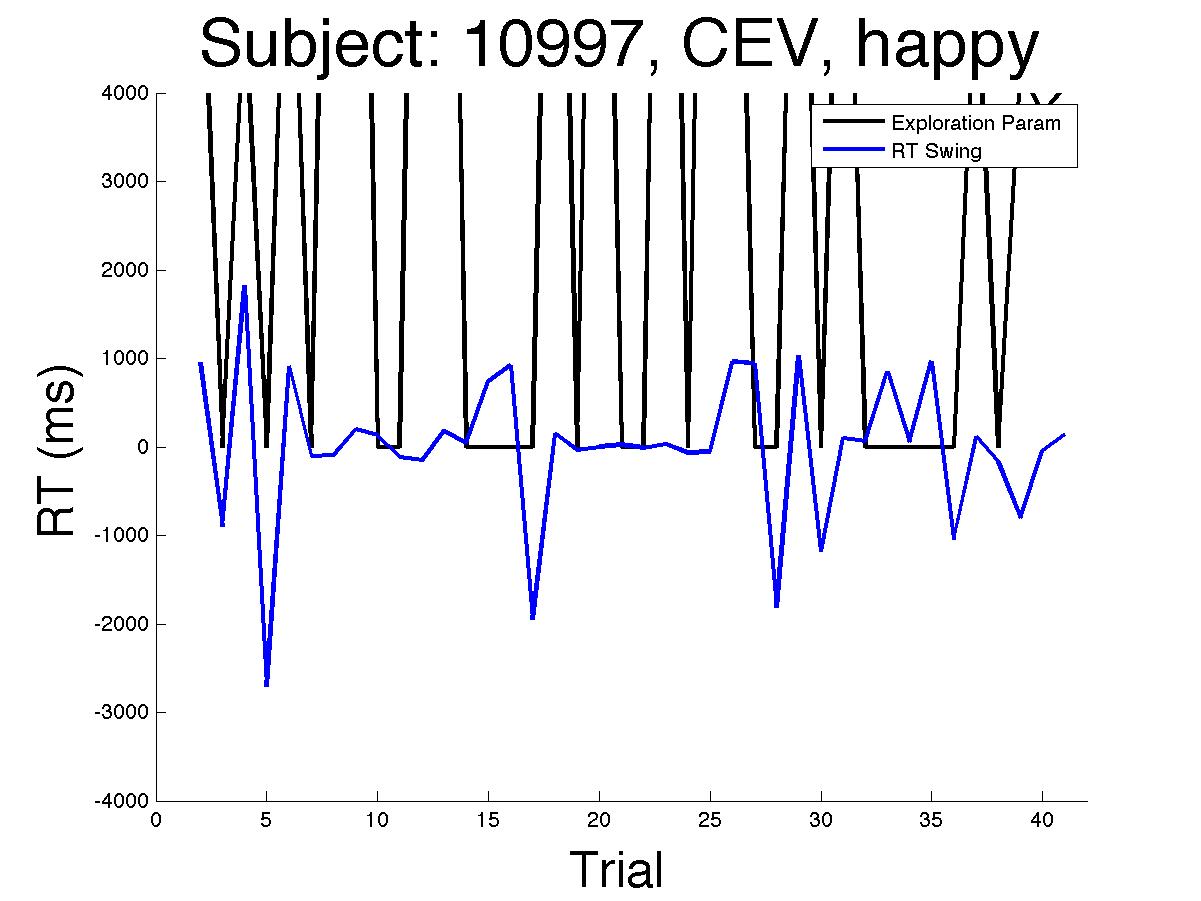 Subject: 10997, CEV, happy
4000
3000
2000
1000
0
-1000
-2000
-3000
-4000
RT (ms)
Exploration Param
RT Swing
0 5 10 15 20 25 30 35 40
Trial